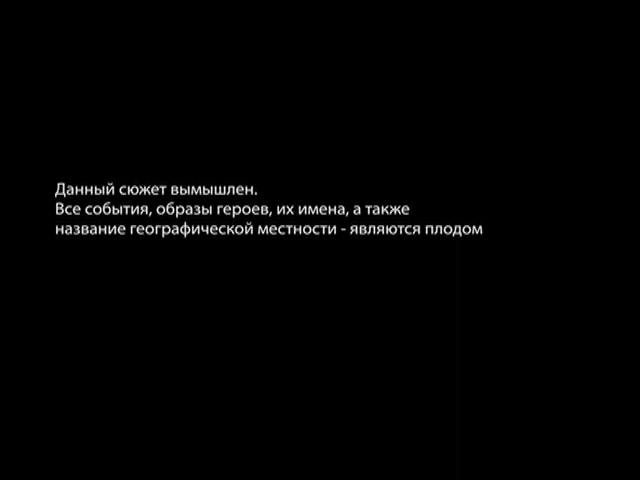 Данный сюжет вымышлен.
Все события, образы героев, их имена, а также
название географической местности - являются плодом